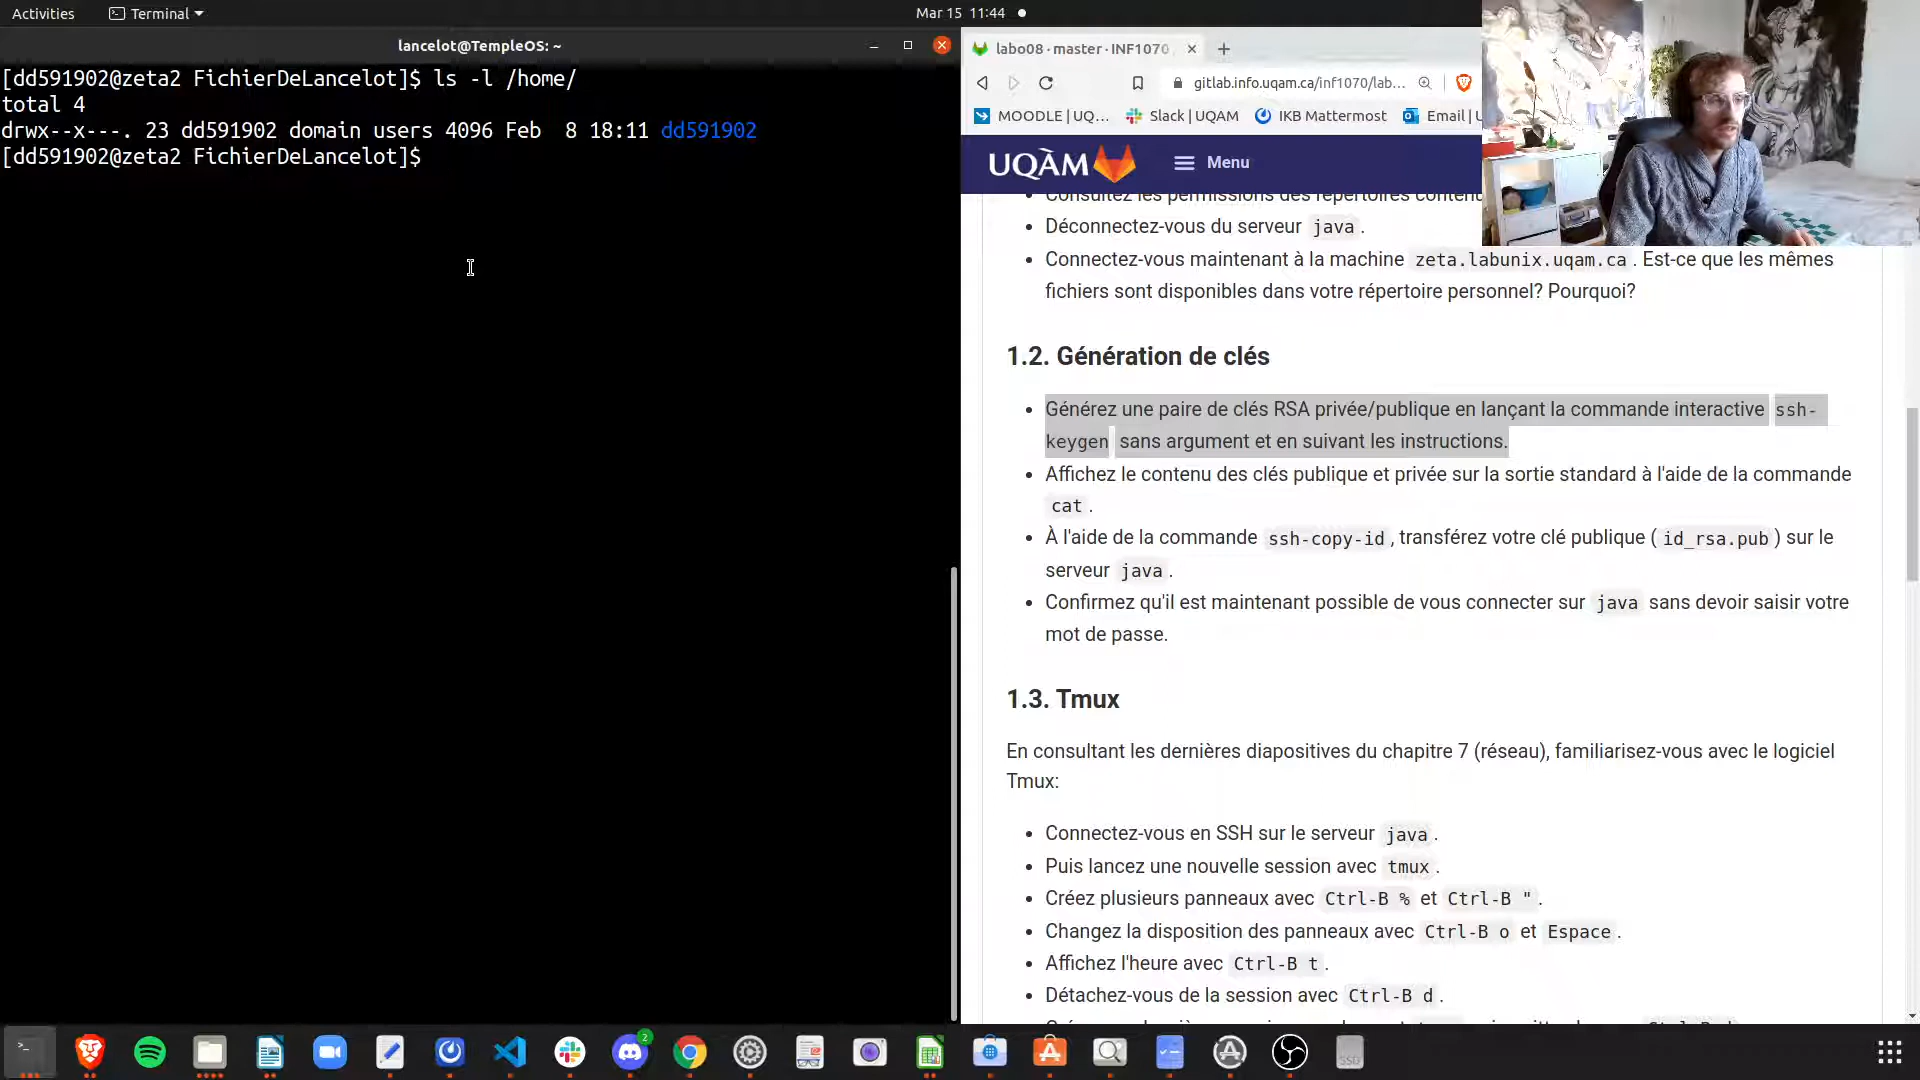 Activities
Terminal
Mar 15 11:44
lancelot@TempleOS: ~
[dd591902@zeta2 FichierDeLancelot]$ ls -l /home/
total 4
drwx--x---. 23 dd591902 domain users 4096 Feb  8 18:11 dd591902
[dd591902@zeta2 FichierDeLancelot]$
labo08 · master · INF1070
gitlab.info.uqam.ca/inf1070/lab...
MOODLE | UQ...
Slack | UQAM
IKB Mattermost
Email | U
UQÀM
Menu
Consultez les permissions des répertoires contenu
Déconnectez-vous du serveur java.
Connectez-vous maintenant à la machine zeta.labunix.uqam.ca. Est-ce que les mêmes
fichiers sont disponibles dans votre répertoire personnel? Pourquoi?
1.2. Génération de clés
Générez une paire de clés RSA privée/publique en lançant la commande interactive ssh-
keygen sans argument et en suivant les instructions.
Affichez le contenu des clés publique et privée sur la sortie standard à l'aide de la commande
cat.
À l'aide de la commande ssh-copy-id, transférez votre clé publique (id_rsa.pub) sur le
serveur java.
Confirmez qu'il est maintenant possible de vous connecter sur java sans devoir saisir votre
mot de passe.
1.3. Tmux
En consultant les dernières diapositives du chapitre 7 (réseau), familiarisez-vous avec le logiciel
Tmux:
Connectez-vous en SSH sur le serveur java.
Puis lancez une nouvelle session avec tmux.
Créez plusieurs panneaux avec Ctrl-B % et Ctrl-B ".
Changez la disposition des panneaux avec Ctrl-B o et Espace.
Affichez l'heure avec Ctrl-B t.
Détachez-vous de la session avec Ctrl-B d.
2
SSD